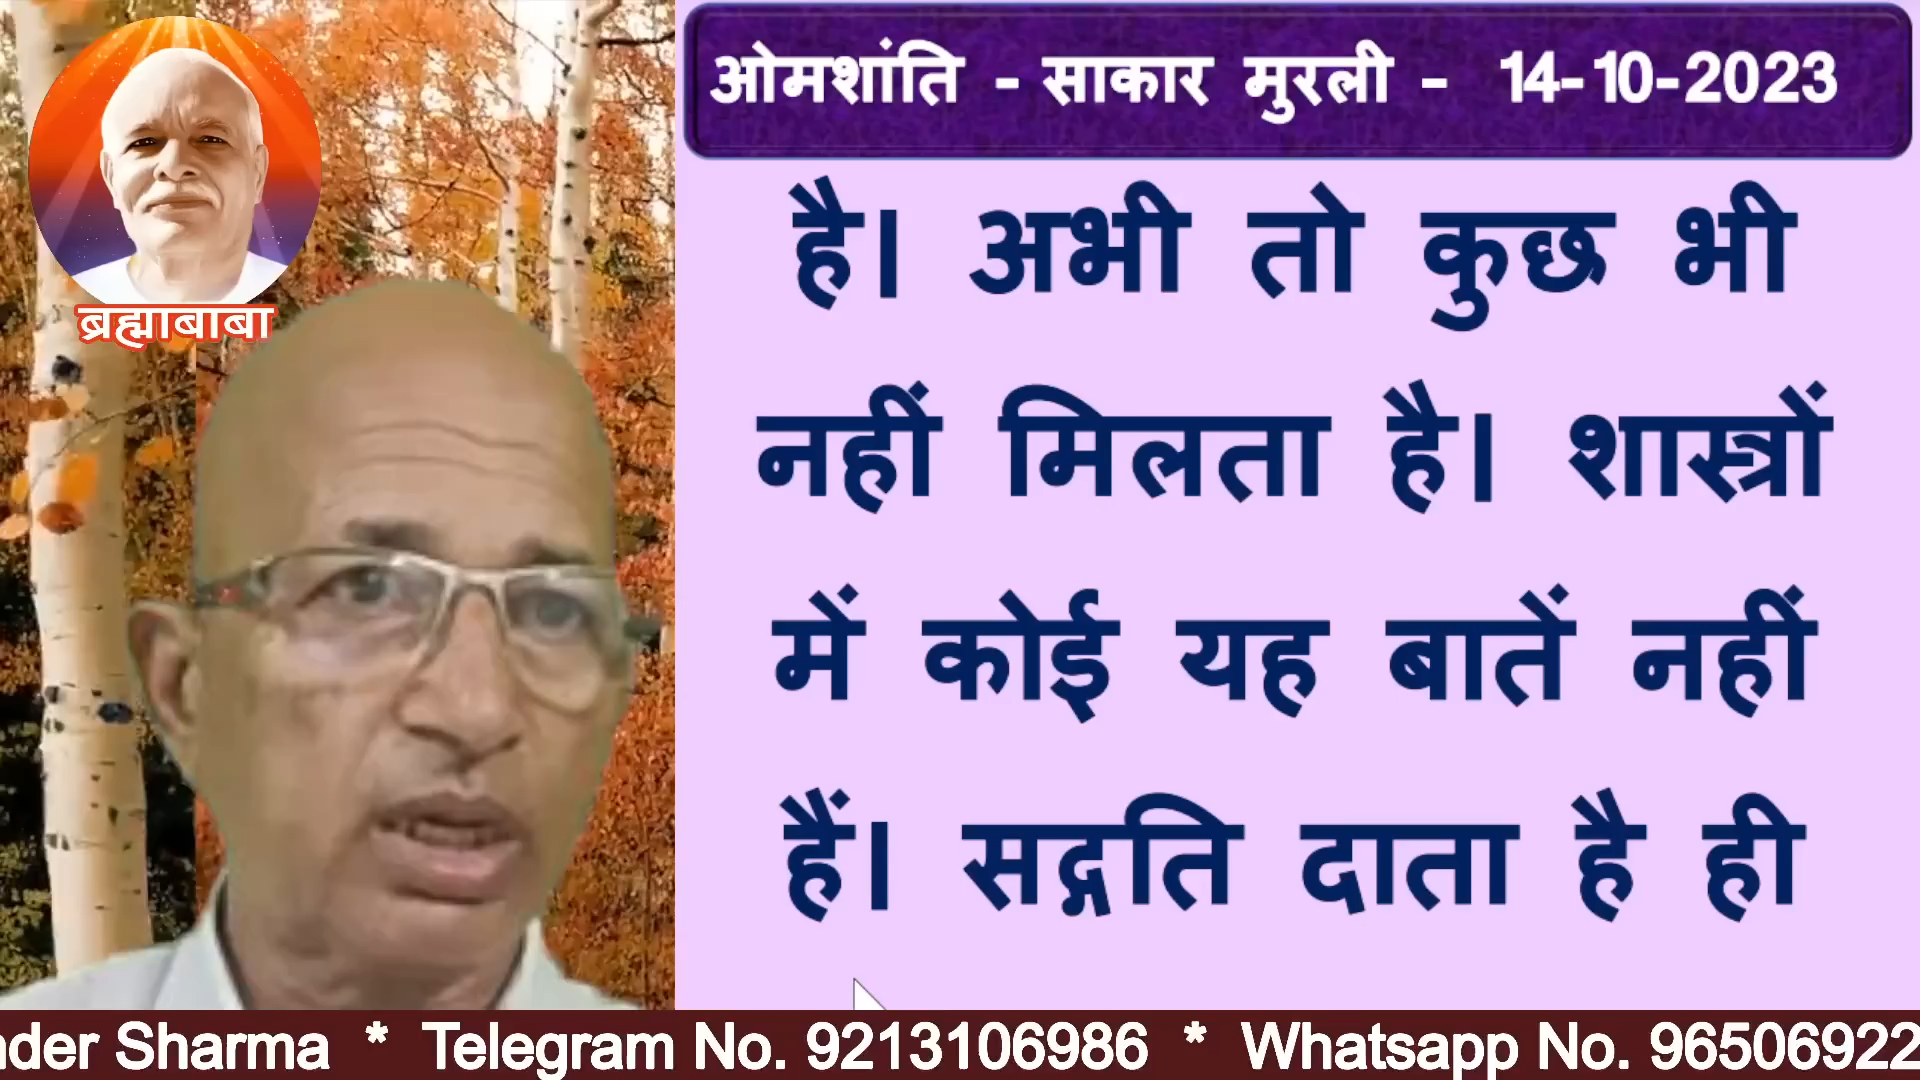 ब्रह्माबाबा
ओमशांति - साकार मुरली - 14-10-2023
है। अभी तो कुछ भी
नहीं मिलता है। शास्त्रों
में कोई यह बातें नहीं
हैं। सद्गति दाता है ही
nder Sharma * Telegram No. 9213106986 * Whatsapp No. 96506922